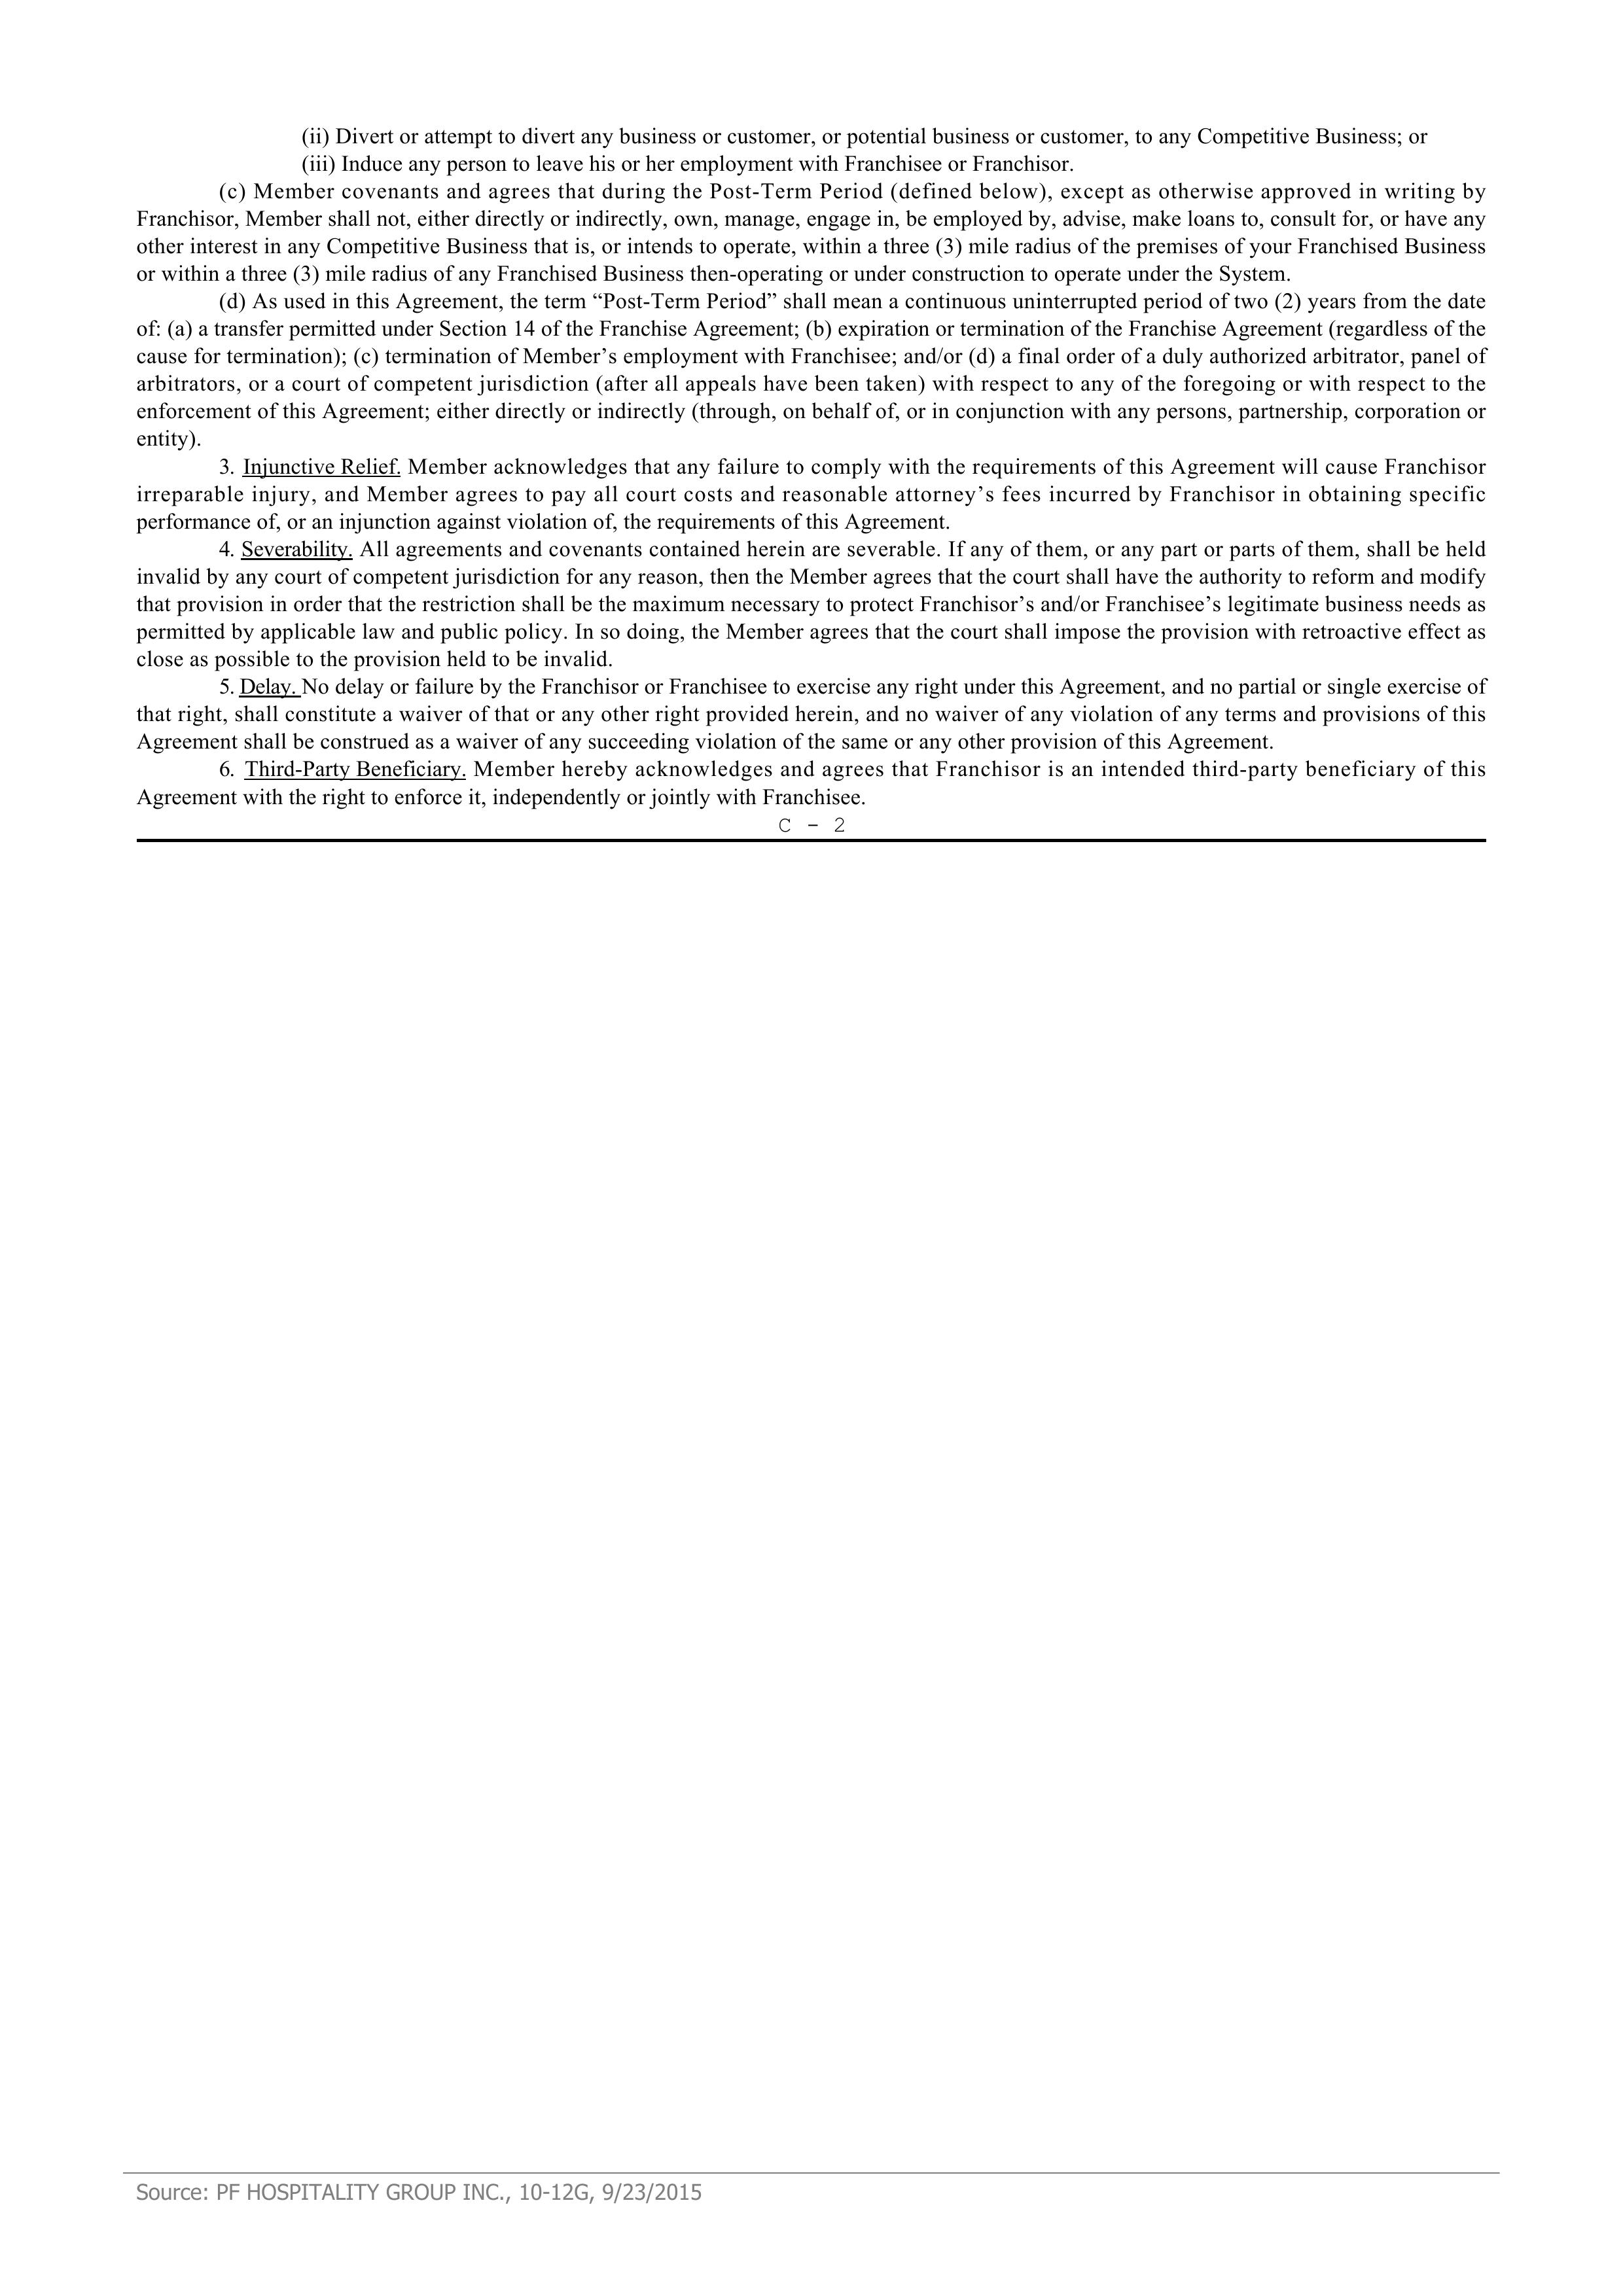 (ii) Divert or attempt to divert any business or customer, or potential business or customer, to any Competitive Business; or
(iii) Induce any person to leave his or her employment with Franchisee or Franchisor.
(c) Member covenants and agrees that during the Post-Term Period (defined below), except as otherwise approved in writing by
Franchisor, Member shall not, either directly or indirectly, own, manage, engage in, be employed by, advise, make loans to, consult for, or have any
other interest in any Competitive Business that is, or intends to operate, within a three (3) mile radius of the premises of your Franchised Business
or within a three (3) mile radius of any Franchised Business then-operating or under construction to operate under the System.
(d) As used in this Agreement, the term “Post-Term Period” shall mean a continuous uninterrupted period of two (2) years from the date
of: (a) a transfer permitted under Section 14 of the Franchise Agreement; (b) expiration or termination of the Franchise Agreement (regardless of the
cause for termination); (c) termination of Member’s employment with Franchisee; and/or (d) a final order of a duly authorized arbitrator, panel of
arbitrators, or a court of competent jurisdiction (after all appeals have been taken) with respect to any of the foregoing or with respect to the
enforcement of this Agreement; either directly or indirectly (through, on behalf of, or in conjunction with any persons, partnership, corporation or
entity).
3. Injunctive Relief. Member acknowledges that any failure to comply with the requirements of this Agreement will cause Franchisor
irreparable injury, and Member agrees to pay all court costs and reasonable attorney’s fees incurred by Franchisor in obtaining specific
performance of, or an injunction against violation of, the requirements of this Agreement.
4. Severability. All agreements and covenants contained herein are severable. If any of them, or any part or parts of them, shall be held
invalid by any court of competent jurisdiction for any reason, then the Member agrees that the court shall have the authority to reform and modify
that provision in order that the restriction shall be the maximum necessary to protect Franchisor’s and/or Franchisee’s legitimate business needs as
permitted by applicable law and public policy. In so doing, the Member agrees that the court shall impose the provision with retroactive effect as
close as possible to the provision held to be invalid.
5. Delay. No delay or failure by the Franchisor or Franchisee to exercise any right under this Agreement, and no partial or single exercise of
that right, shall constitute a waiver of that or any other right provided herein, and no waiver of any violation of any terms and provisions of this
Agreement shall be construed as a waiver of any succeeding violation of the same or any other provision of this Agreement.
6. Third-Party Beneficiary. Member hereby acknowledges and agrees that Franchisor is an intended third-party beneficiary of this
Agreement with the right to enforce it, independently or jointly with Franchisee.
C - 2
Source: PF HOSPITALITY GROUP INC., 10-12G, 9/23/2015